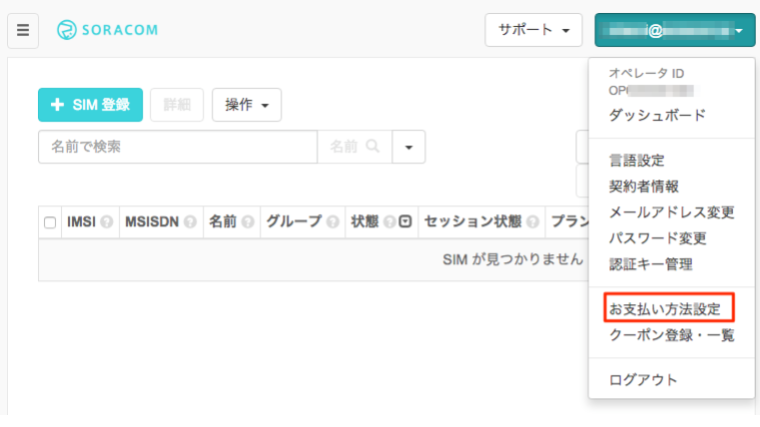 SORACOM
サポート
@
+ SIM 登録
詳細
操作
名前で検索
名前
IMSI
MSISDN
名前
グループ
状態
セッション状態
プラン
SIM が見つかりません
オペレータ ID
OP
ダッシュボード
言語設定
契約者情報
メールアドレス変更
パスワード変更
認証キー管理
お支払い方法設定
クーポン登録・一覧
ログアウト